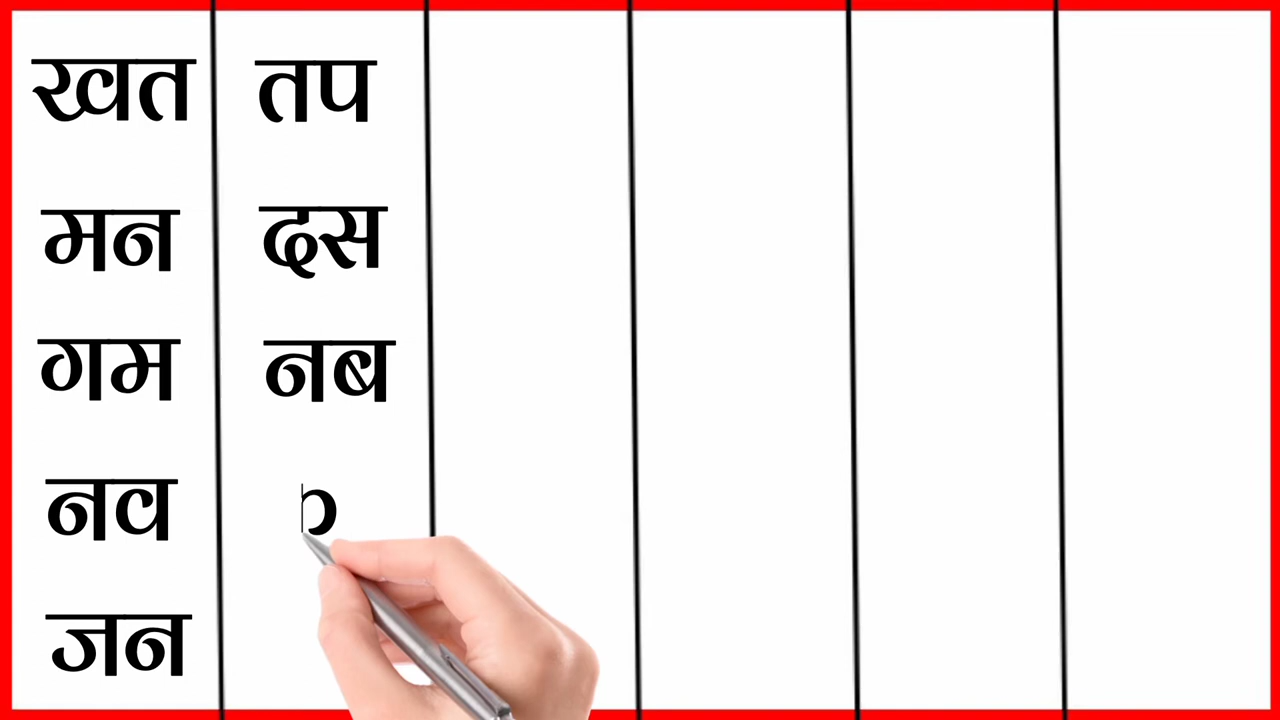 खत तप
मन दस
गम नब
नव
जन